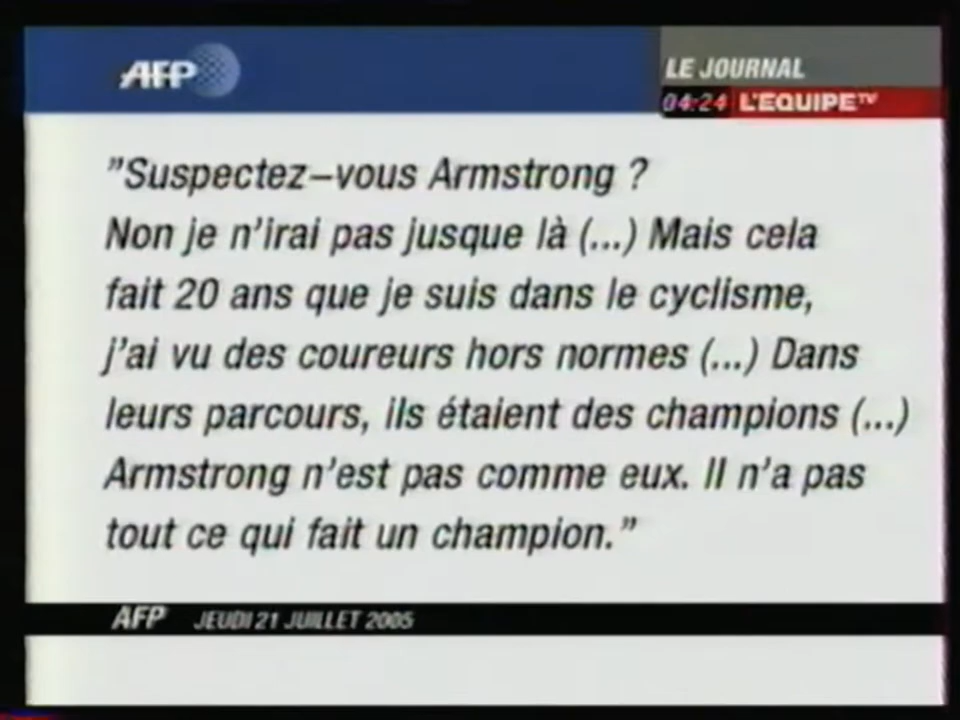 AFP
LE JOURNAL
04:24 L'EQUIPE TV
"Suspectez–vous Armstrong ?
Non je n'irai pas jusque là (...) Mais cela
fait 20 ans que je suis dans le cyclisme,
j'ai vu des coureurs hors normes (...) Dans
leurs parcours, ils étaient des champions (...)
Armstrong n'est pas comme eux. Il n'a pas
tout ce qui fait un champion."
AFP JEUDI 21 JUILLET 2005